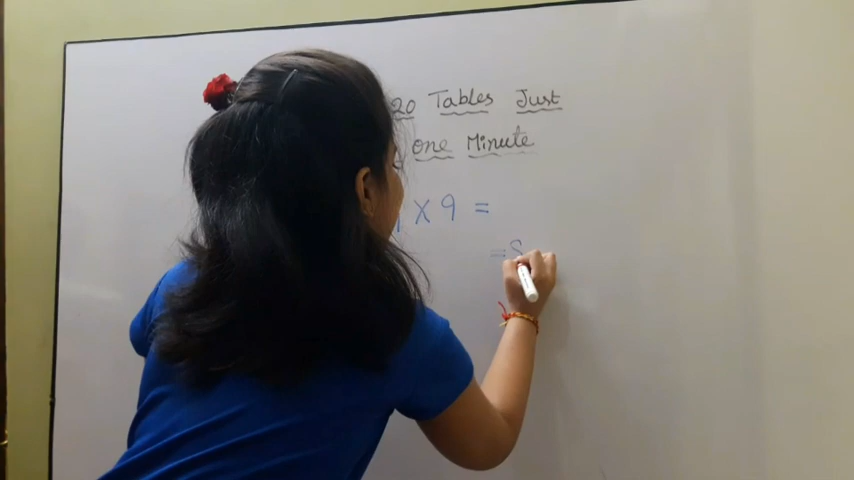 20 Tables Just
one Minute
X 9 =
=